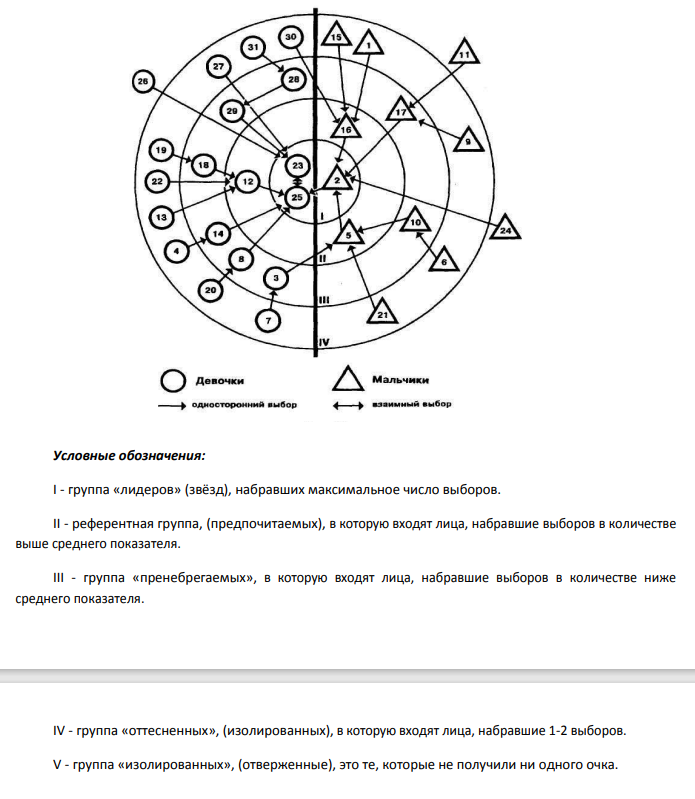 30
15
1
31
11
27
28
26
29
17
16
9
19
18
23
22
12
2
25
13
I
14
5
10
24
4
8
II
6
20
3
III
7
21
IV
Девочки
Мальчики
односторонний выбор
взаимный выбор
Условные обозначения:
I - группа «лидеров» (звёзд), набравших максимальное число выборов.
II - референтная группа, (предпочитаемых), в которую входят лица, набравшие выборов в количестве
выше среднего показателя.
III - группа «пренебрегаемых», в которую входят лица, набравшие выборов в количестве ниже
среднего показателя.
IV - группа «оттесненных», (изолированных), в которую входят лица, набравшие 1-2 выборов.
V - группа «изолированных», (отверженные), это те, которые не получили ни одного очка.